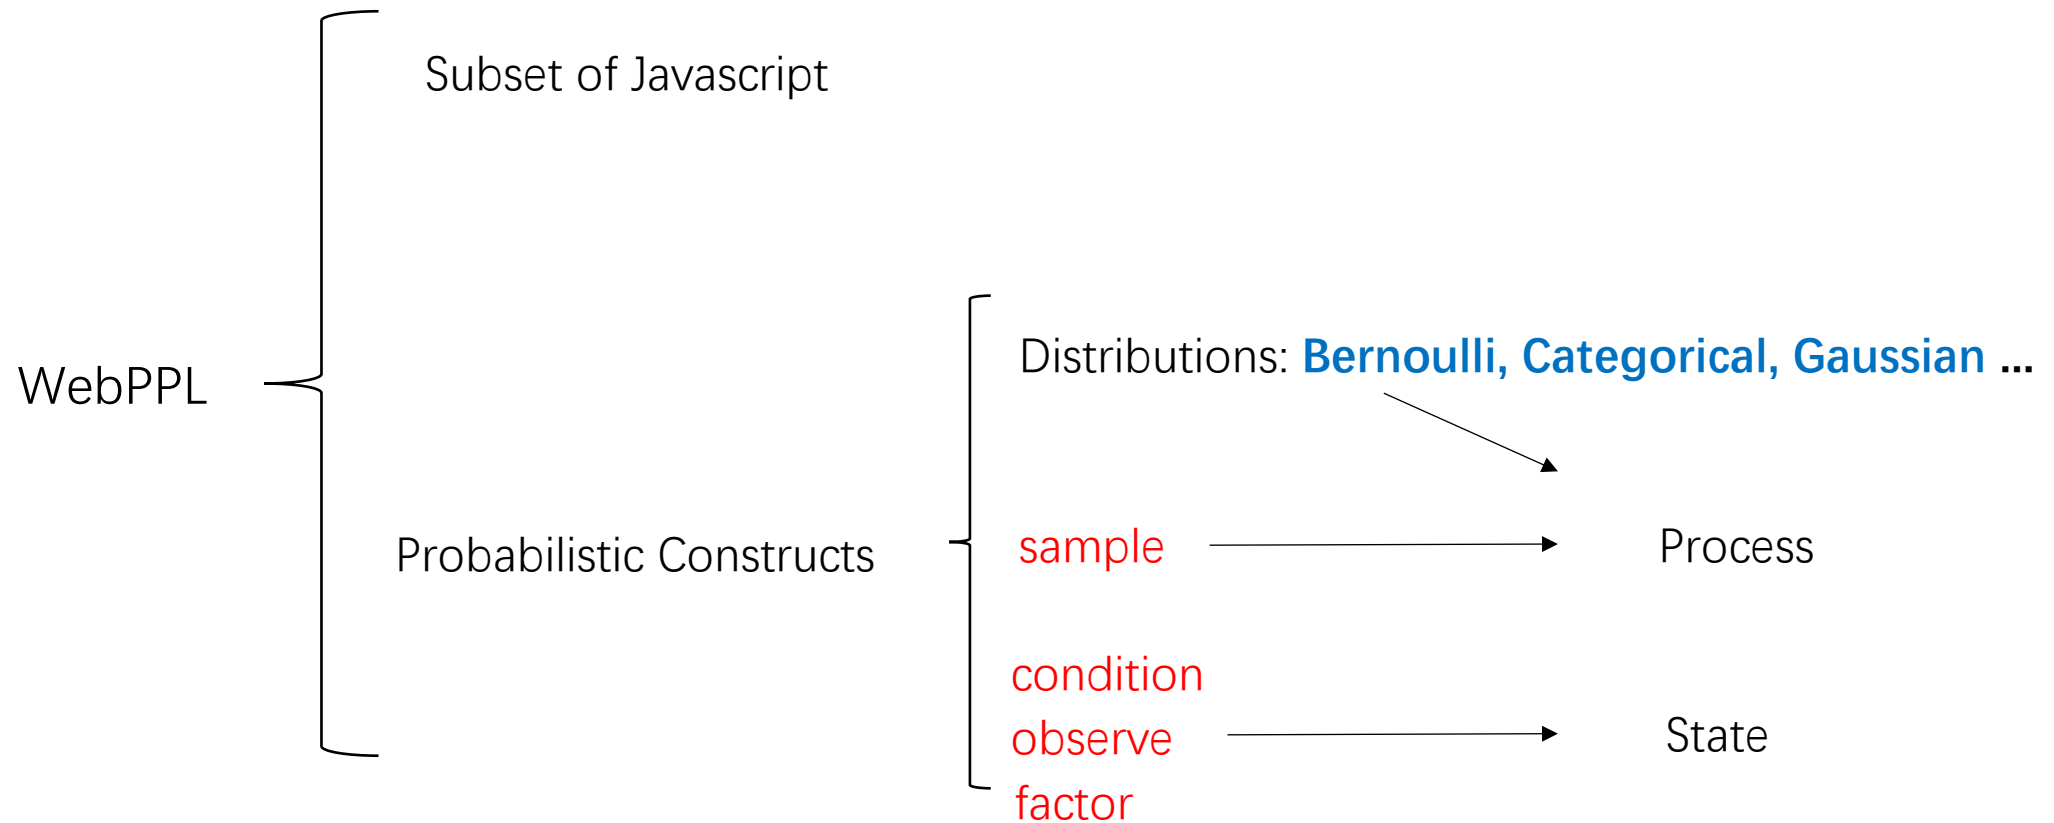 Subset of Javascript
WebPPL
Distributions: Bernoulli, Categorical, Gaussian ...
Probabilistic Constructs
sample
Process
condition
observe
State
factor